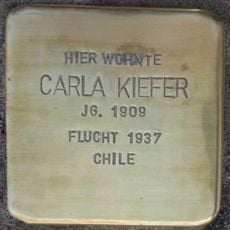 HIER WOHNTE
CARLA KIEFER
JG. 1909
FLUCHT 1937
CHILE